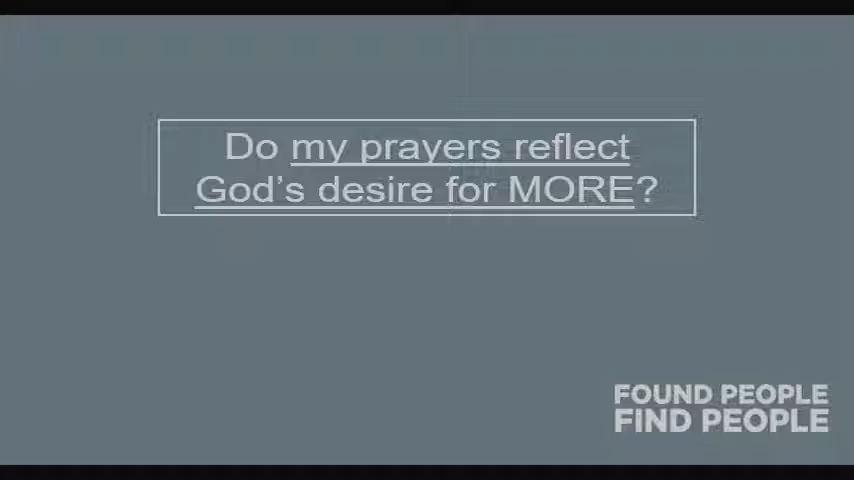 Do my prayers reflect
God's desire for MORE?
FOUND PEOPLE
FIND PEOPLE